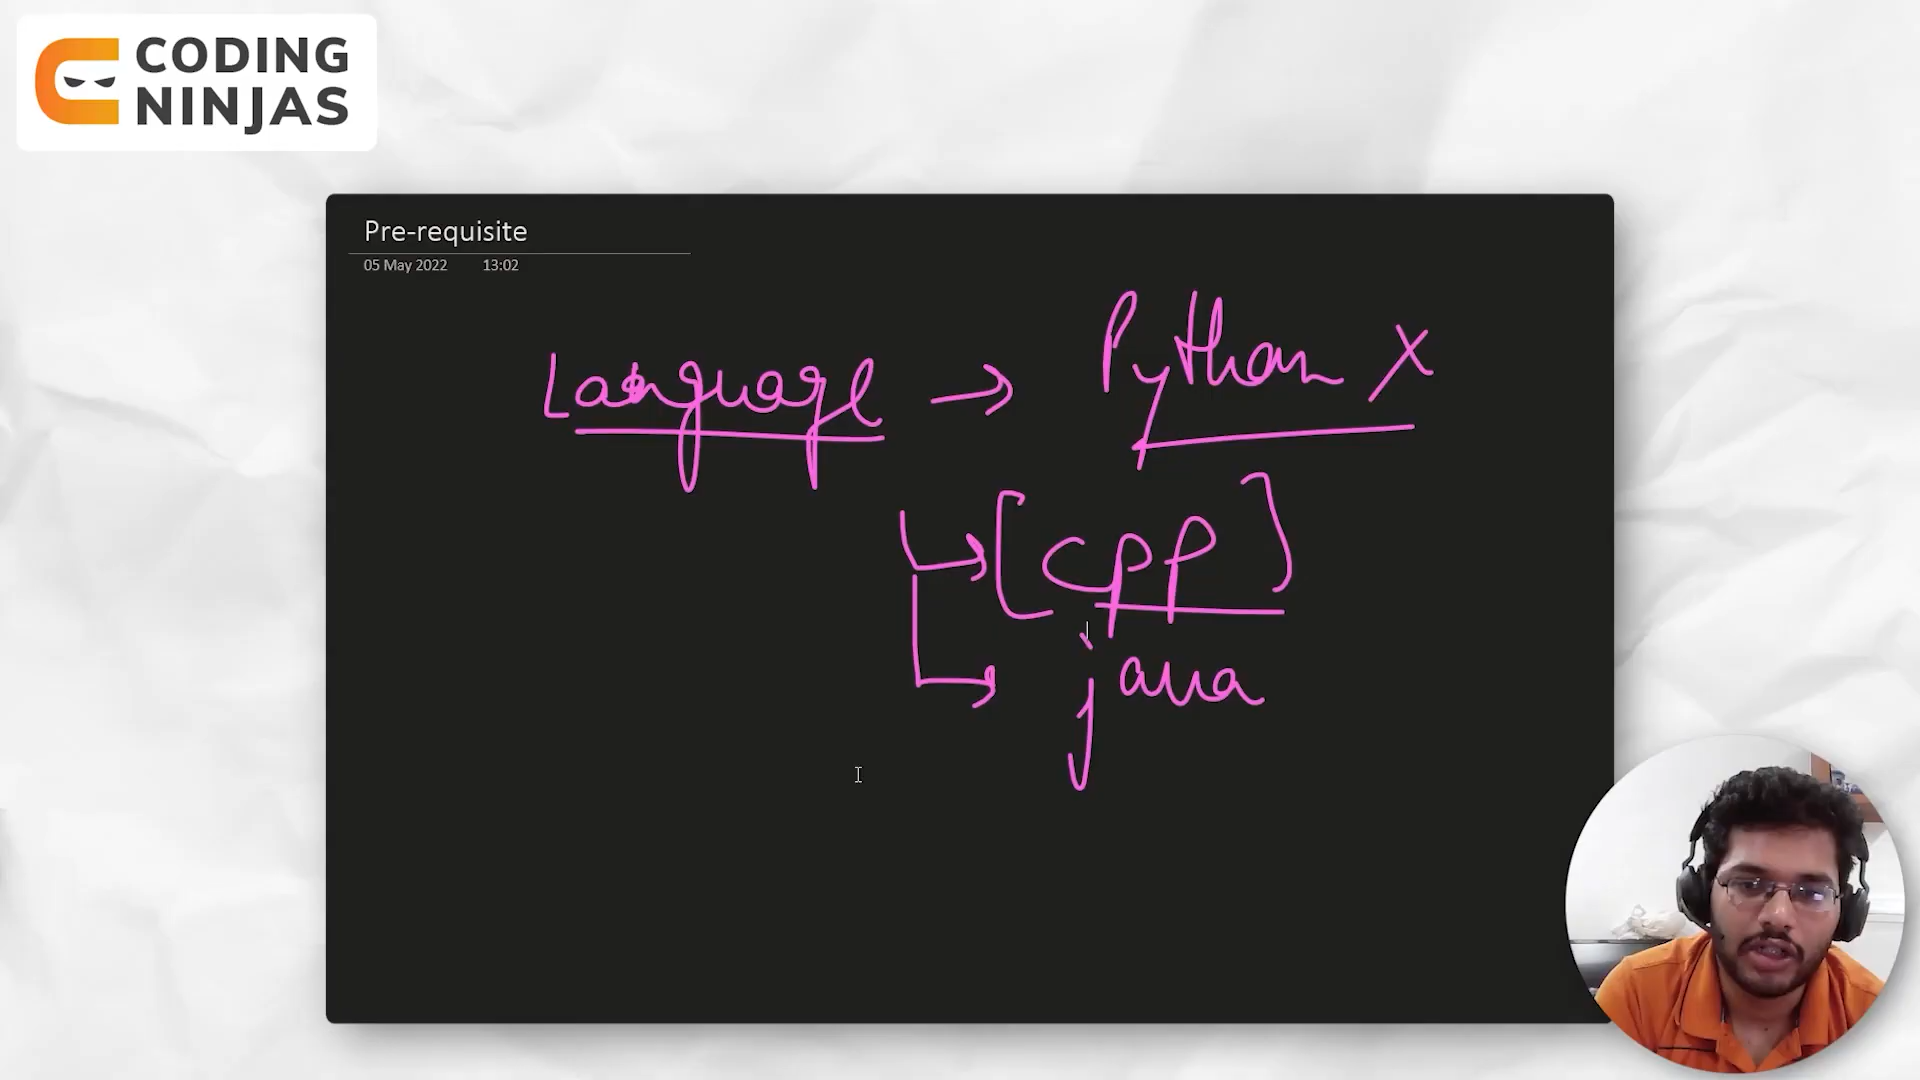 CODING
NINJAS
Pre-requisite
05 May 2022 13:02
Language → Python X
[cpp]
java